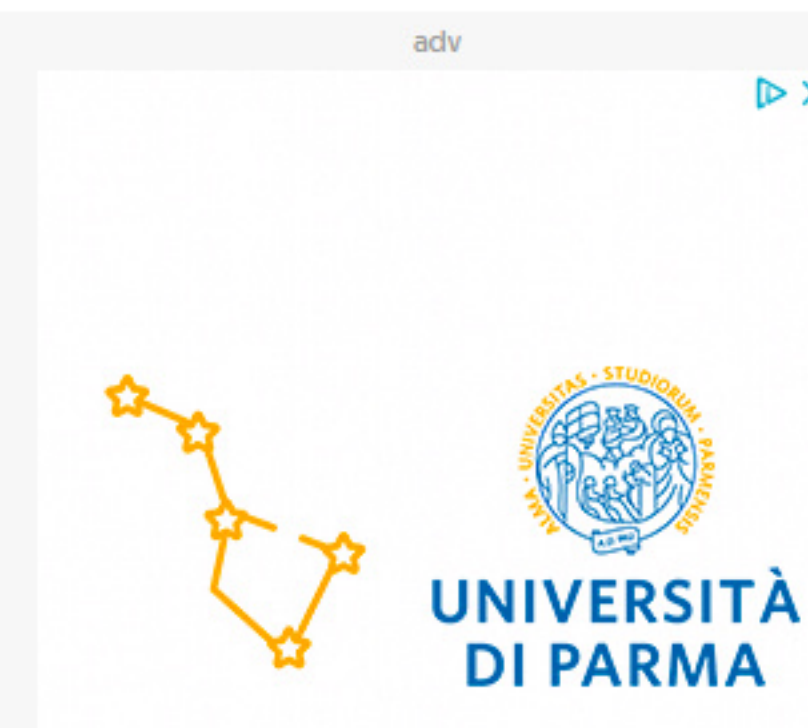 adv
ALMA · UNIVERSITAS · STUDIORUM · PARMENSIS
UNIVERSITÀ
DI PARMA